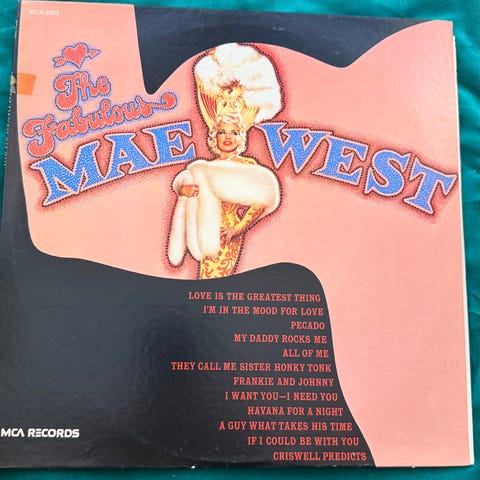 MCA-2053
The
Fabulous
MAE WEST
LOVE IS THE GREATEST THING
I'M IN THE MOOD FOR LOVE
PECADO
MY DADDY ROCKS ME
ALL OF ME
THEY CALL ME SISTER HONKY TONK
FRANKIE AND JOHNNY
I WANT YOU—I NEED YOU
HAVANA FOR A NIGHT
A GUY WHAT TAKES HIS TIME
IF I COULD BE WITH YOU
CRISWELL PREDICTS
MCA RECORDS